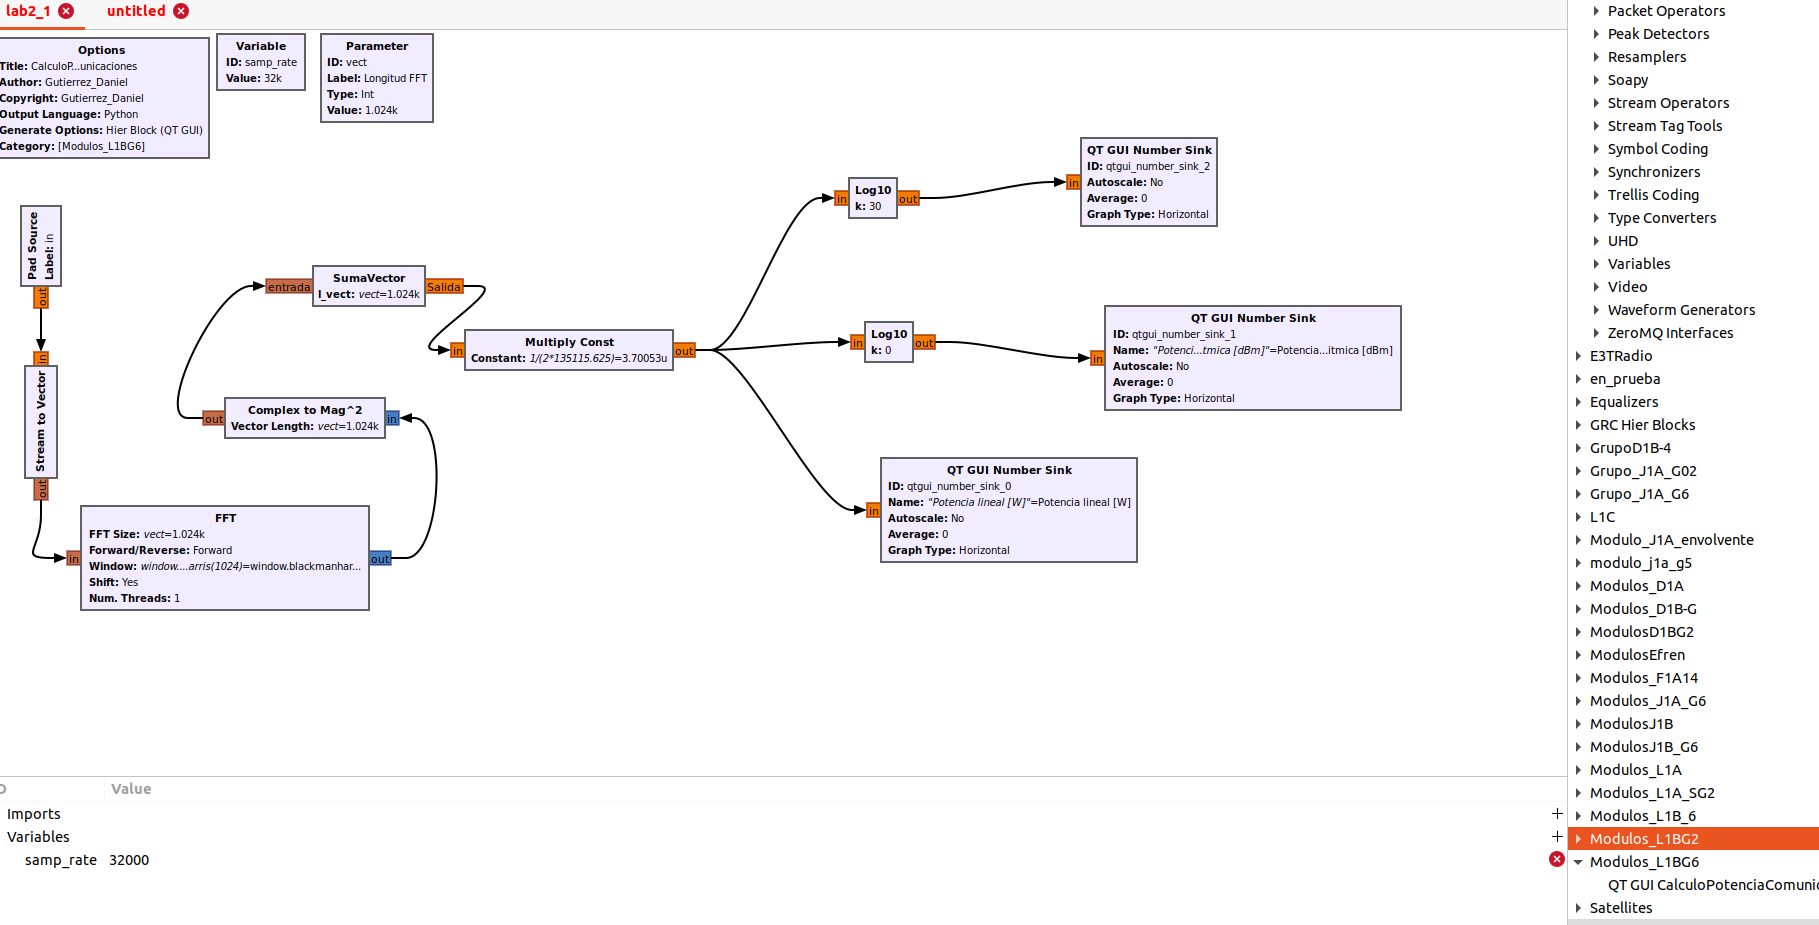 lab2_1
untitled
Options
Title: CalculoP...unicaciones
Author: Gutierrez_Daniel
Copyright: Gutierrez_Daniel
Output Language: Python
Generate Options: Hier Block (QT GUI)
Category: [Modulos_L1BG6]
Variable
ID: samp_rate
Value: 32k
Parameter
ID: vect
Label: Longitud FFT
Type: Int
Value: 1.024k
Pad Source
Label: in
out
in
Stream to Vector
out
FFT
FFT Size: vect=1.024k
Forward/Reverse: Forward
Window: window....arris(1024)=window.blackmanhar...
Shift: Yes
Num. Threads: 1
in
out
Complex to Mag^2
Vector Length: vect=1.024k
out
in
SumaVector
l_vect: vect=1.024k
entrada
Salida
Multiply Const
Constant: 1/(2*135115.625)=3.70053u
in
out
Log10
k: 30
in
out
QT GUI Number Sink
ID: qtgui_number_sink_2
Autoscale: No
Average: 0
Graph Type: Horizontal
in
Log10
k: 0
in
out
QT GUI Number Sink
ID: qtgui_number_sink_1
Name: "Potenci...tmica [dBm]"=Potencia...itmica [dBm]
Autoscale: No
Average: 0
Graph Type: Horizontal
in
QT GUI Number Sink
ID: qtgui_number_sink_0
Name: "Potencia lineal [W]"=Potencia lineal [W]
Autoscale: No
Average: 0
Graph Type: Horizontal
in
Value
Imports
Variables
samp_rate 32000
Packet Operators
Peak Detectors
Resamplers
Soapy
Stream Operators
Stream Tag Tools
Symbol Coding
Synchronizers
Trellis Coding
Type Converters
UHD
Variables
Video
Waveform Generators
ZeroMQ Interfaces
E3TRadio
en_prueba
Equalizers
GRC Hier Blocks
GrupoD1B-4
Grupo_J1A_G02
Grupo_J1A_G6
L1C
Modulo_J1A_envolvente
modulo_j1a_g5
Modulos_D1A
Modulos_D1B-G
ModulosD1BG2
ModulosEfren
Modulos_F1A14
Modulos_J1A_G6
ModulosJ1B
ModulosJ1B_G6
Modulos_L1A
Modulos_L1A_SG2
Modulos_L1B_6
Modulos_L1BG2
Modulos_L1BG6
QT GUI CalculoPotenciaComuni
Satellites